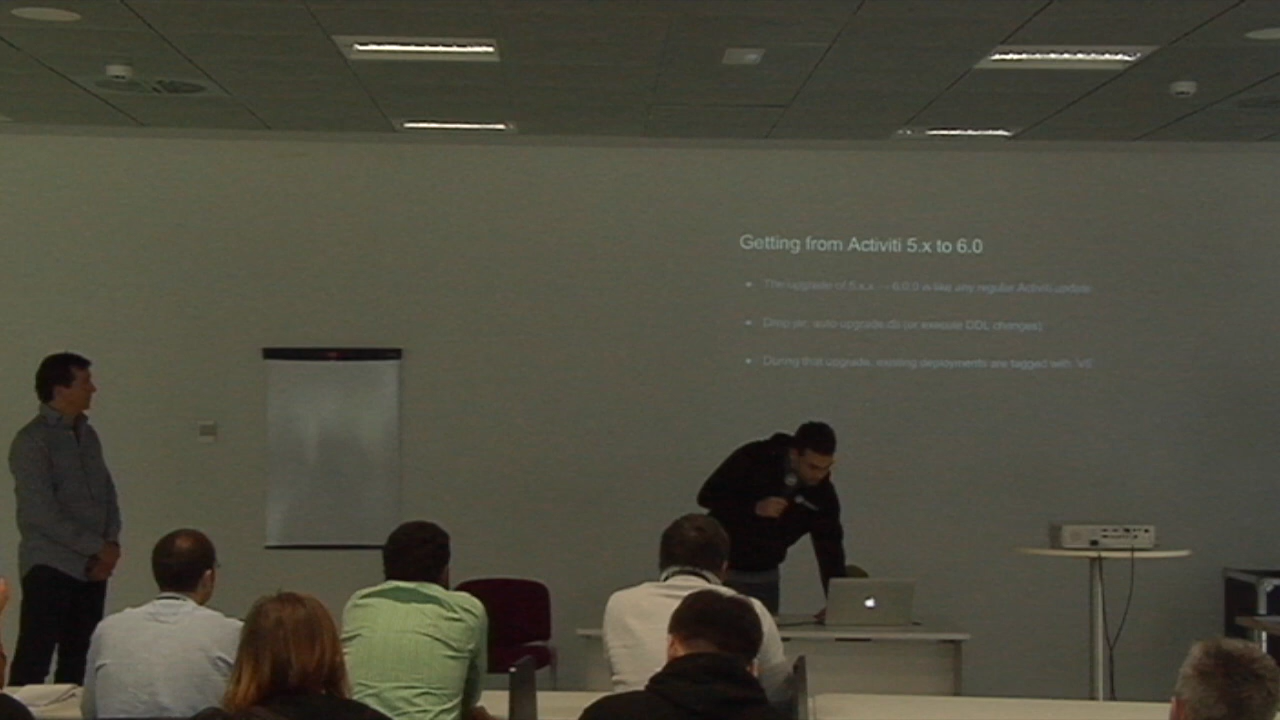 Getting from Activiti 5.x to 6.0
The upgrade of 5.x.x → 6.0.0 is like any regular Activiti update
Drop jar, auto-upgrade db (or execute DDL changes)
During that upgrade, existing deployments are tagged with 'v5'